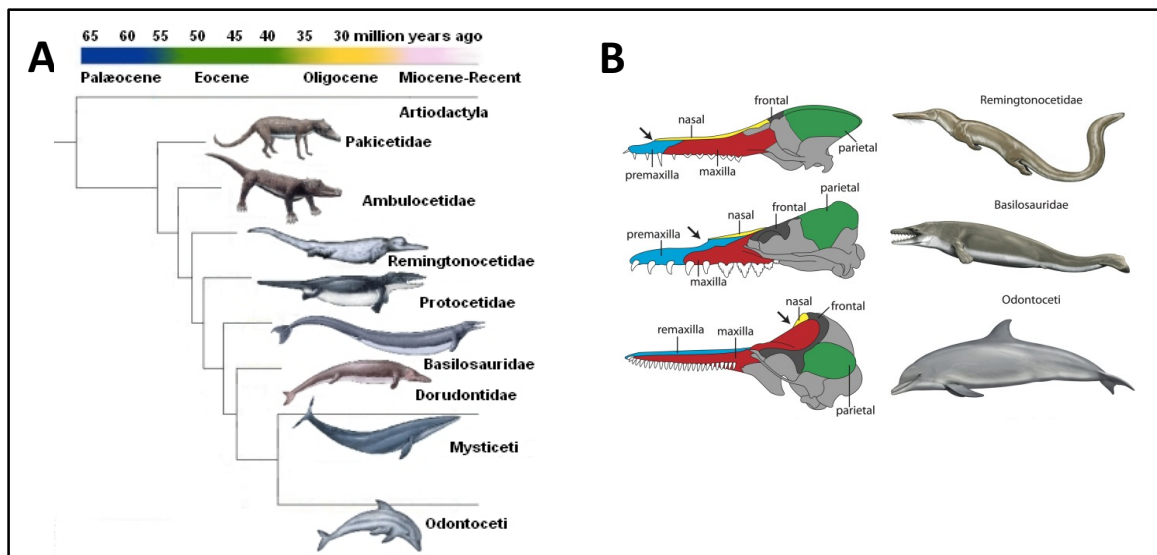 A
65 60 55 50 45 40 35 30 million years ago
Palæocene Eocene Oligocene Miocene-Recent
Artiodactyla
Pakicetidae
Ambulocetidae
Remingtonocetidae
Protocetidae
Basilosauridae
Dorudontidae
Mysticeti
Odontoceti
B
frontal
nasal
premaxilla
maxilla
parietal
Remingtonocetidae
parietal
frontal
nasal
premaxilla
maxilla
Basilosauridae
nasal
frontal
remaxilla
maxilla
parietal
Odontoceti